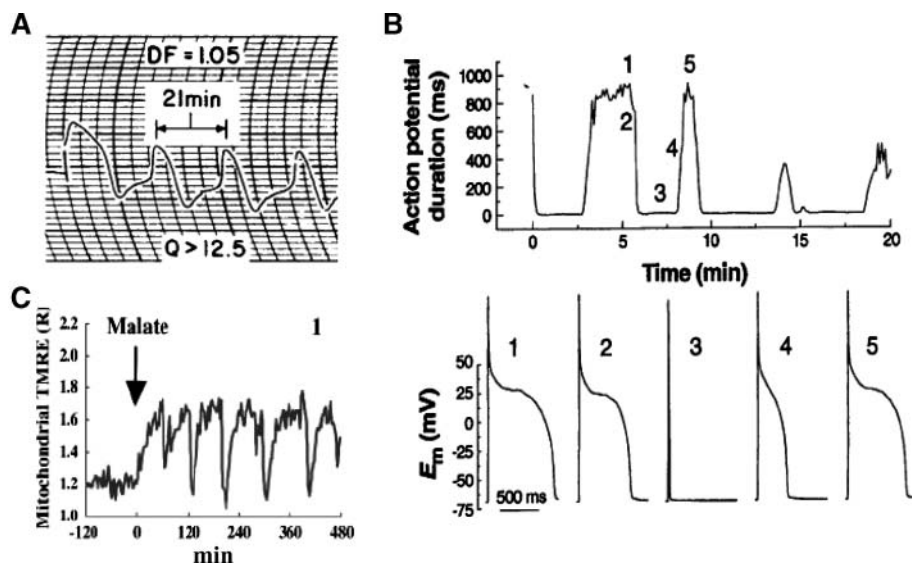 A
DF = 1.05
21min
Q > 12.5
B
1 5
2
4
3
Action potential
duration (ms)
1000
800
600
400
200
0
0 5 10 15 20
Time (min)
C
Malate
1
Mitochondrial TMRE (R)
2.2
2.0
1.8
1.6
1.4
1.2
1.0
-120 0 120 240 360 480
min
1 2 3 4 5
Em (mV)
50
25
0
-25
-50
-75
500 ms